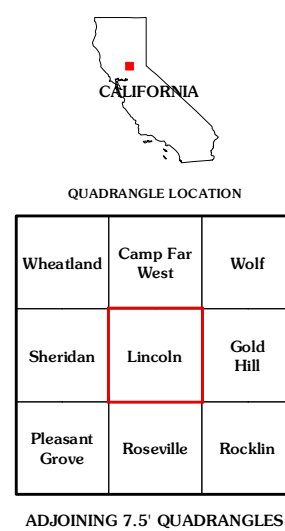 CALIFORNIA
QUADRANGLE LOCATION
Wheatland
Camp Far
West
Wolf
Sheridan
Lincoln
Gold
Hill
Pleasant
Grove
Roseville
Rocklin
ADJOINING 7.5' QUADRANGLES